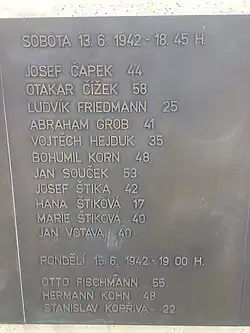 SOBOTA 13. 6. 1942 - 18. 45 H.
JOSEF ČAPEK 44
OTAKAR ČÍŽEK 58
LUDVÍK FRIEDMANN 25
ABRAHAM GROB 41
VOJTĚCH HEJDUK 35
BOHUMIL KORN 48
JAN SOUČEK 53
JOSEF ŠTIKA 42
HANA ŠTIKOVÁ 17
MARIE ŠTIKOVÁ 40
JAN VOTAVA 40
PONDĚLÍ 15. 6. 1942 - 19. 00 H.
OTTO FISCHMANN 55
HERMANN KOHN 48
STANISLAV KOPŘIVA 22